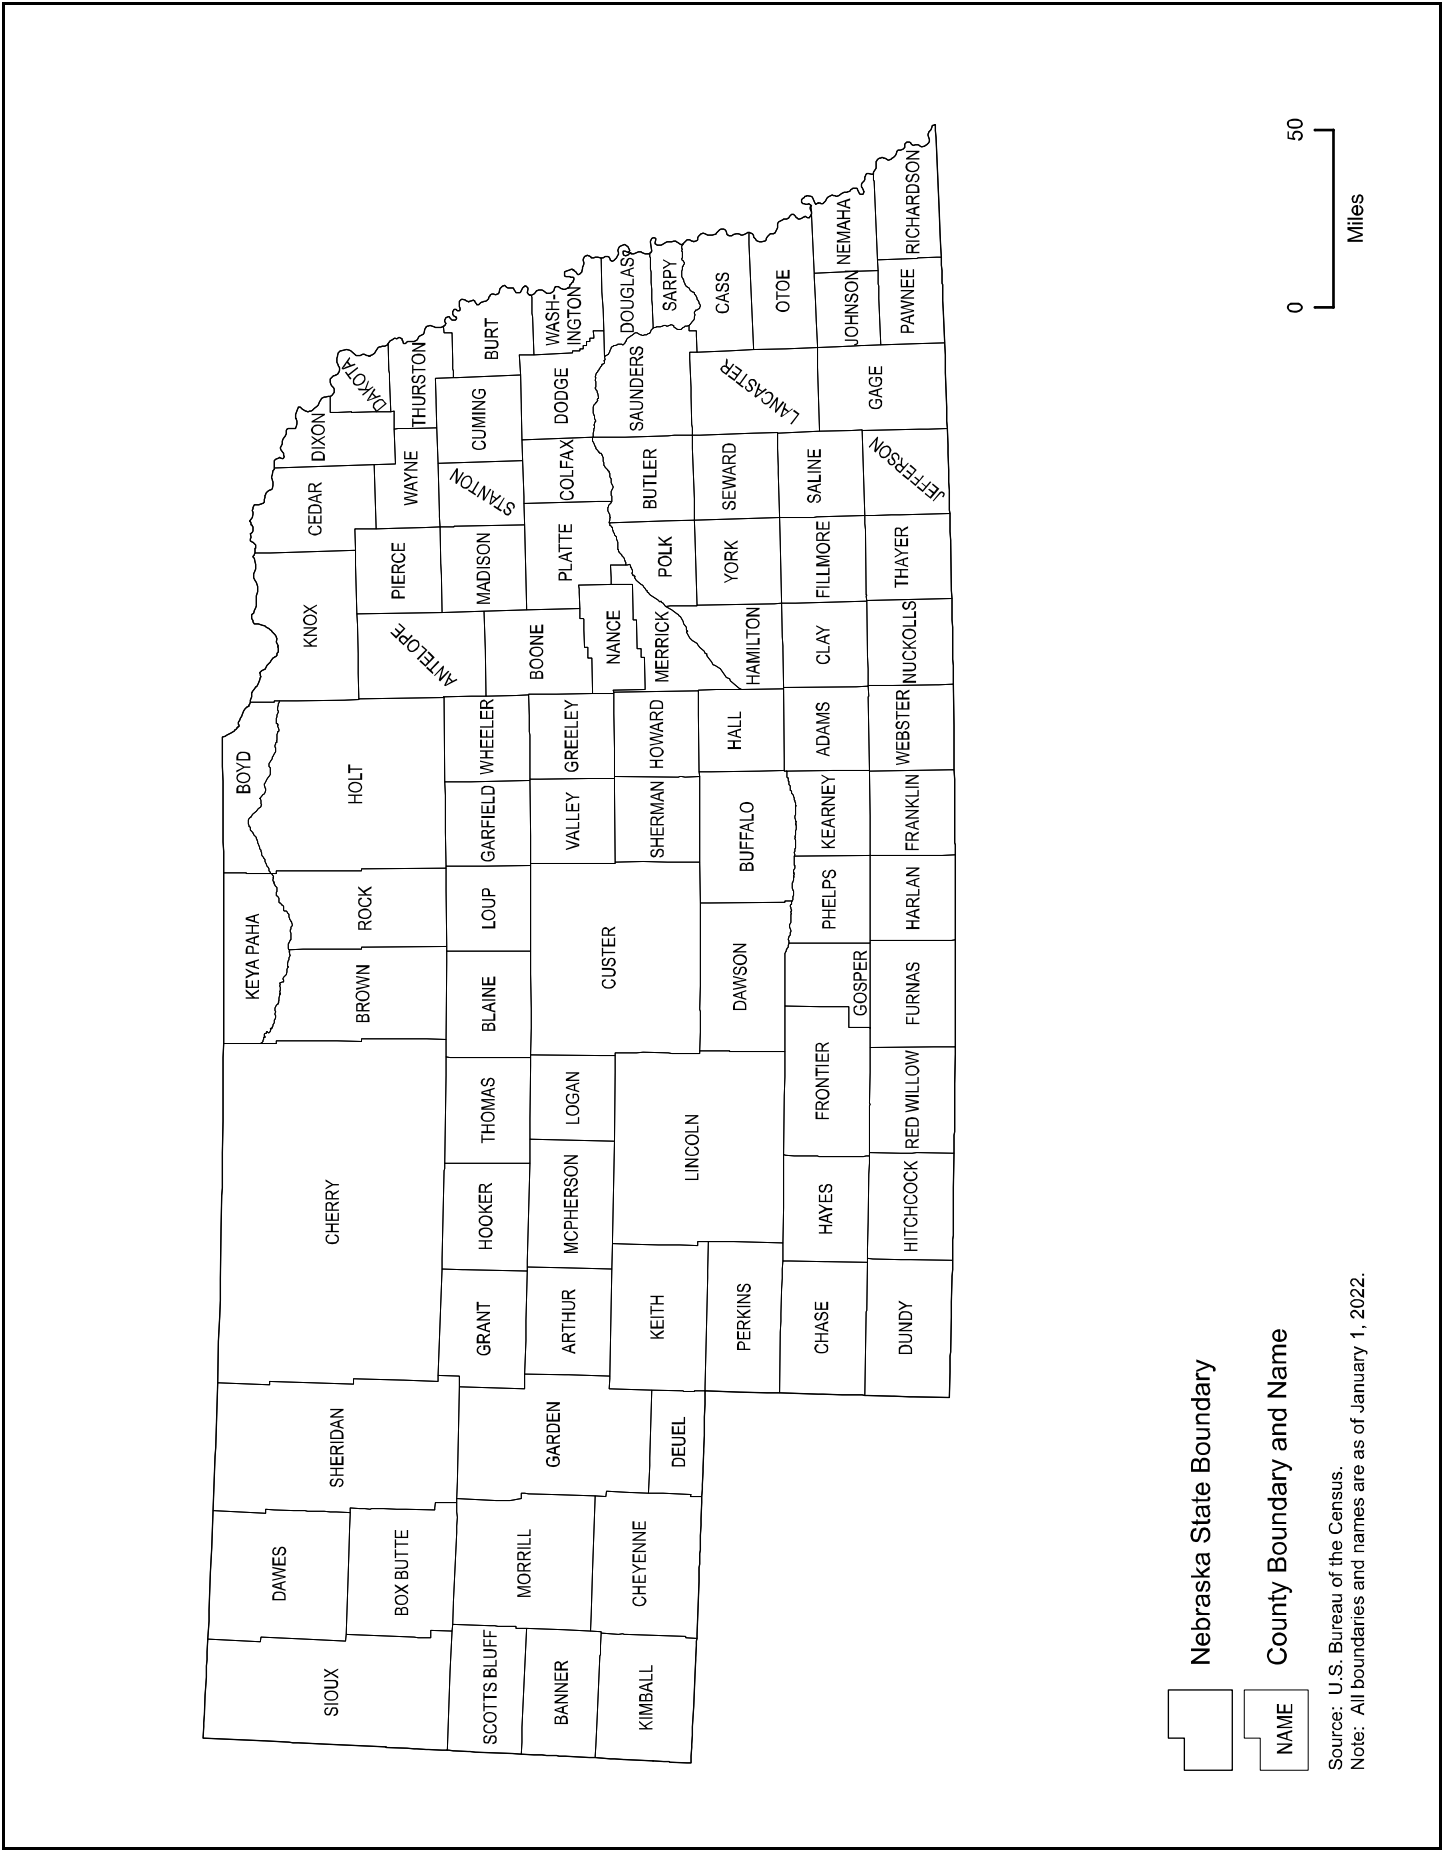 SIOUX
DAWES
BOX BUTTE
SHERIDAN
SCOTTS BLUFF
BANNER
KIMBALL
MORRILL
CHEYENNE
GARDEN
DEUEL
CHERRY
GRANT
HOOKER
THOMAS
ARTHUR
MCPHERSON
LOGAN
KEITH
PERKINS
LINCOLN
CHASE
HAYES
FRONTIER
DUNDY
HITCHCOCK
RED WILLOW
KEYA PAHA
BROWN
ROCK
BLAINE
LOUP
CUSTER
DAWSON
GOSPER
PHELPS
FURNAS
HARLAN
BOYD
HOLT
GARFIELD
WHEELER
VALLEY
GREELEY
SHERMAN
HOWARD
BUFFALO
HALL
KEARNEY
ADAMS
FRANKLIN
WEBSTER
KNOX
ANTELOPE
BOONE
NANCE
MERRICK
HAMILTON
CLAY
NUCKOLLS
CEDAR
PIERCE
MADISON
PLATTE
POLK
YORK
FILLMORE
THAYER
DIXON
WAYNE
STANTON
COLFAX
BUTLER
SEWARD
SALINE
JEFFERSON
DAKOTA
THURSTON
CUMING
DODGE
SAUNDERS
LANCASTER
GAGE
BURT
WASH-
INGTON
DOUGLAS
SARPY
CASS
OTOE
JOHNSON
NEMAHA
PAWNEE
RICHARDSON
0
50
Miles
Nebraska State Boundary
NAME
County Boundary and Name
Source: U.S. Bureau of the Census.
Note: All boundaries and names are as of January 1, 2022.